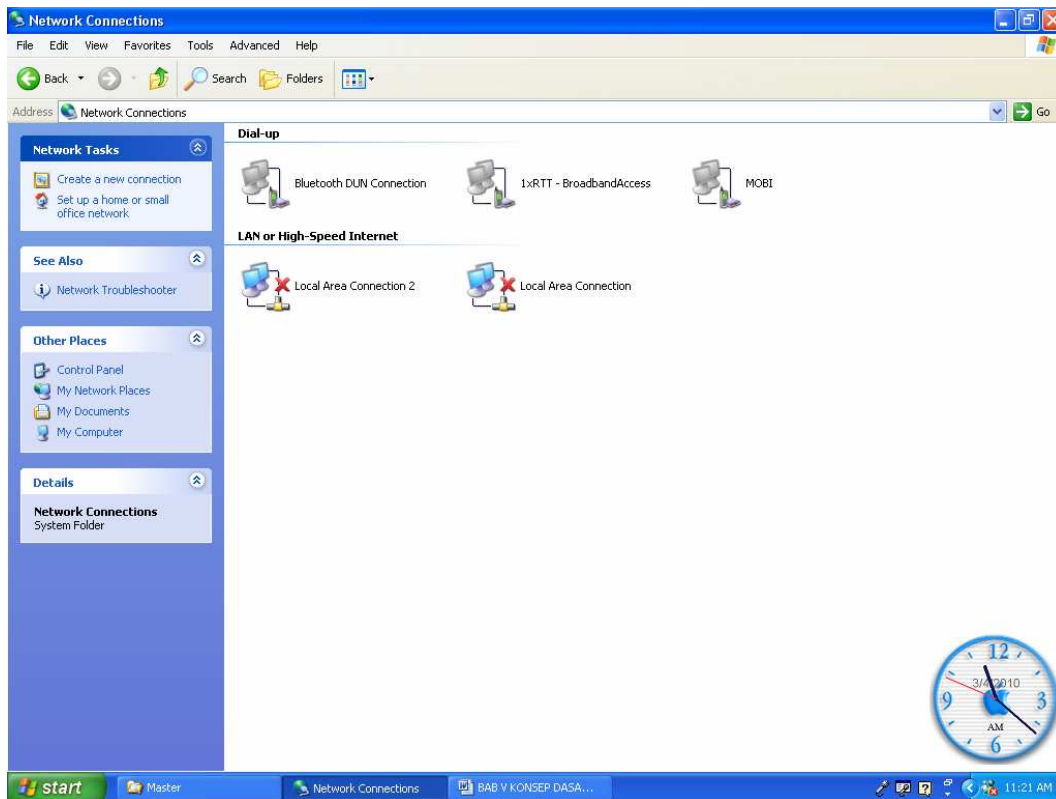 Network Connections
File Edit View Favorites Tools Advanced Help
Back Search Folders
Address Network Connections Go
Network Tasks
Create a new connection
Set up a home or small
office network
See Also
Network Troubleshooter
Other Places
Control Panel
My Network Places
My Documents
My Computer
Details
Network Connections
System Folder
Dial-up
Bluetooth DUN Connection 1xRTT - BroadbandAccess MOBI
LAN or High-Speed Internet
Local Area Connection 2 Local Area Connection
12
3/4/2010
9 3
AM
6
start Master Network Connections BAB V KONSEP DASA... 11:21 AM